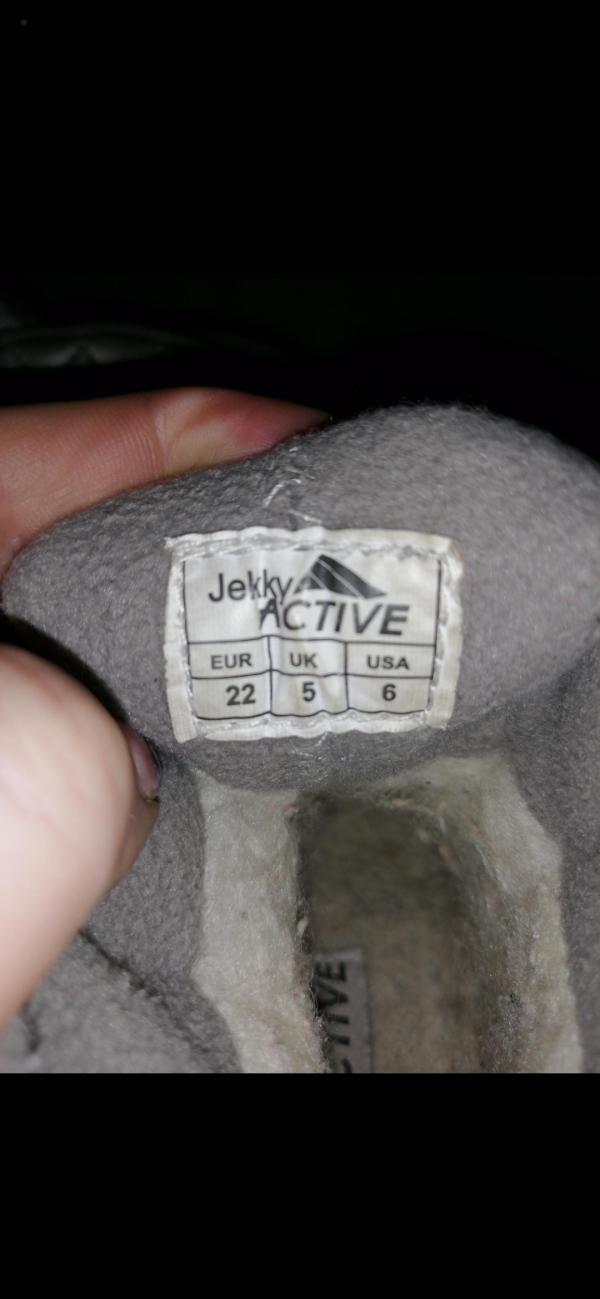 Jekky
ACTIVE
EUR UK USA
22 5 6